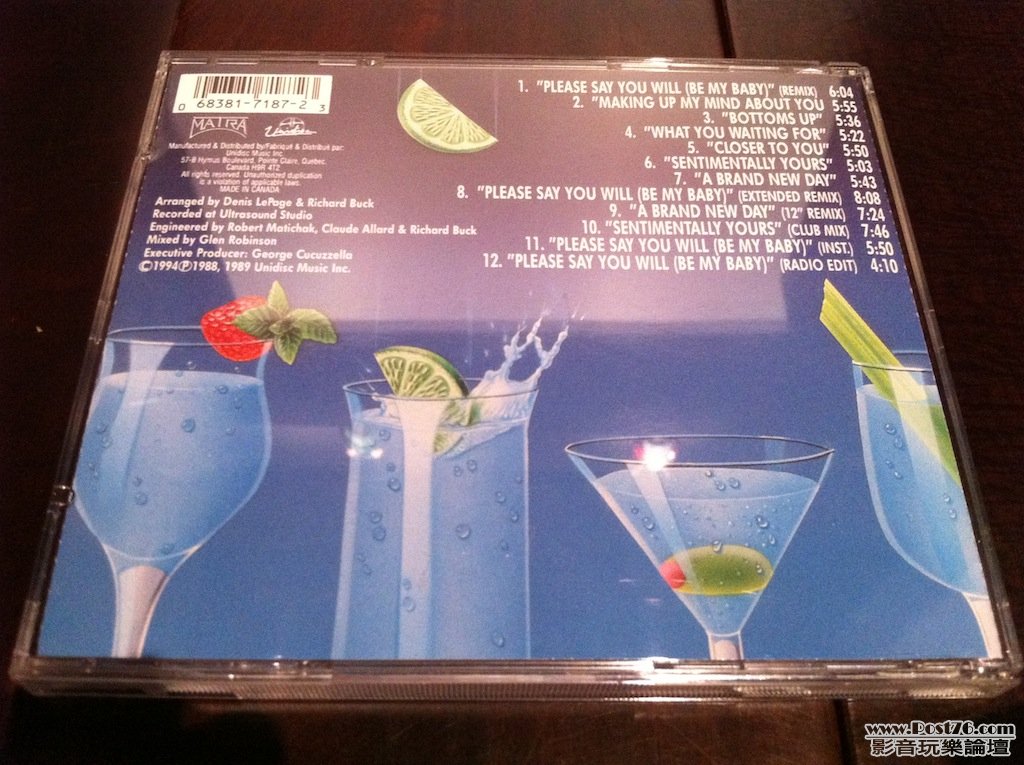 0 68381-7187-2 3
MATRA
Unidisc
Manufactured & Distributed by/Fabriqué & Distribué par:
Unidisc Music Inc.
57-B Hymus Boulevard, Pointe Claire, Quebec.
Canada H9R 4T2
All rights reserved. Unauthorized duplication
is a violation of applicable laws.
MADE IN CANADA
Arranged by Denis LePage & Richard Buck
Recorded at Ultrasound Studio
Engineered by Robert Matichak, Claude Allard & Richard Buck
Mixed by Glen Robinson
Executive Producer: George Cucuzzella
©1994Ⓟ1988, 1989 Unidisc Music Inc.
1. "PLEASE SAY YOU WILL (BE MY BABY)" (REMIX) 6:04
2. "MAKING UP MY MIND ABOUT YOU 5:55
3. "BOTTOMS UP" 5:36
4. "WHAT YOU WAITING FOR" 5:22
5. "CLOSER TO YOU" 5:50
6. "SENTIMENTALLY YOURS" 5:03
7. "A BRAND NEW DAY" 5:43
8. "PLEASE SAY YOU WILL (BE MY BABY)" (EXTENDED REMIX) 8:08
9. "A BRAND NEW DAY" (12" REMIX) 7:24
10. "SENTIMENTALLY YOURS" (CLUB MIX) 7:46
11. "PLEASE SAY YOU WILL (BE MY BABY)" (INST.) 5:50
12. "PLEASE SAY YOU WILL (BE MY BABY)" (RADIO EDIT) 4:10
www.Post76.com
影音玩樂論壇